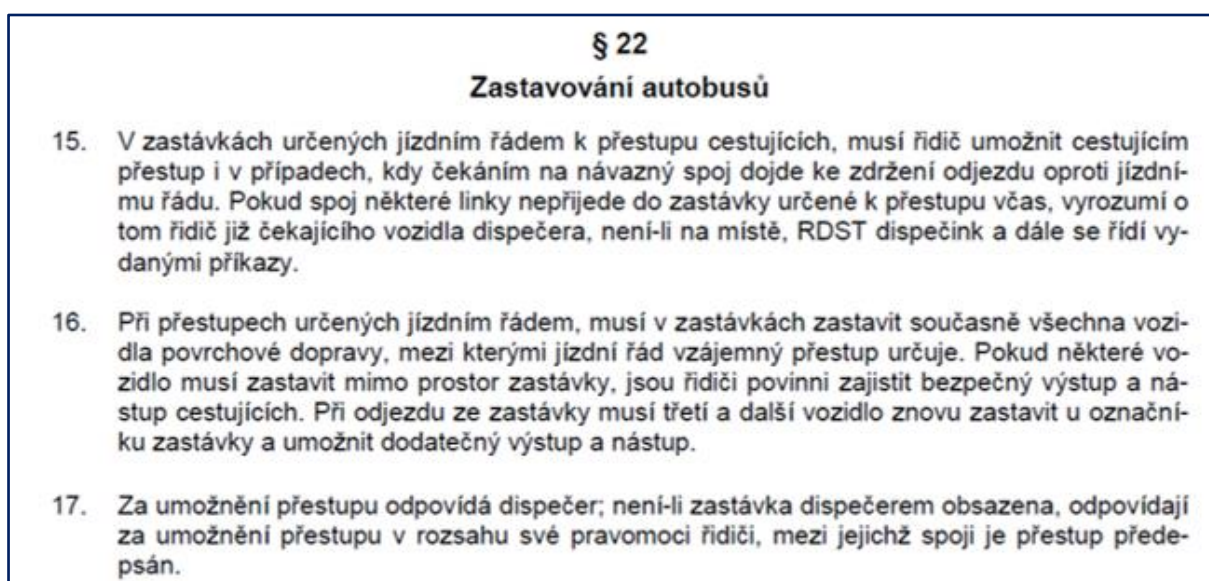 § 22
Zastavování autobusů
15. V zastávkách určených jízdním řádem k přestupu cestujících, musí řidič umožnit cestujícím
přestup i v případech, kdy čekáním na návazný spoj dojde ke zdržení odjezdu oproti jízdní-
mu řádu. Pokud spoj některé linky nepřijede do zastávky určené k přestupu včas, vyrozumí o
tom řidič již čekajícího vozidla dispečera, není-li na místě, RDST dispečink a dále se řídí vy-
danými příkazy.
16. Při přestupech určených jízdním řádem, musí v zastávkách zastavit současně všechna vozi-
dla povrchové dopravy, mezi kterými jízdní řád vzájemný přestup určuje. Pokud některé vo-
zidlo musí zastavit mimo prostor zastávky, jsou řidiči povinni zajistit bezpečný výstup a ná-
stup cestujících. Při odjezdu ze zastávky musí třetí a další vozidlo znovu zastavit u označní-
ku zastávky a umožnit dodatečný výstup a nástup.
17. Za umožnění přestupu odpovídá dispečer; není-li zastávka dispečerem obsazena, odpovídají
za umožnění přestupu v rozsahu své pravomoci řidiči, mezi jejichž spoji je přestup přede-
psán.